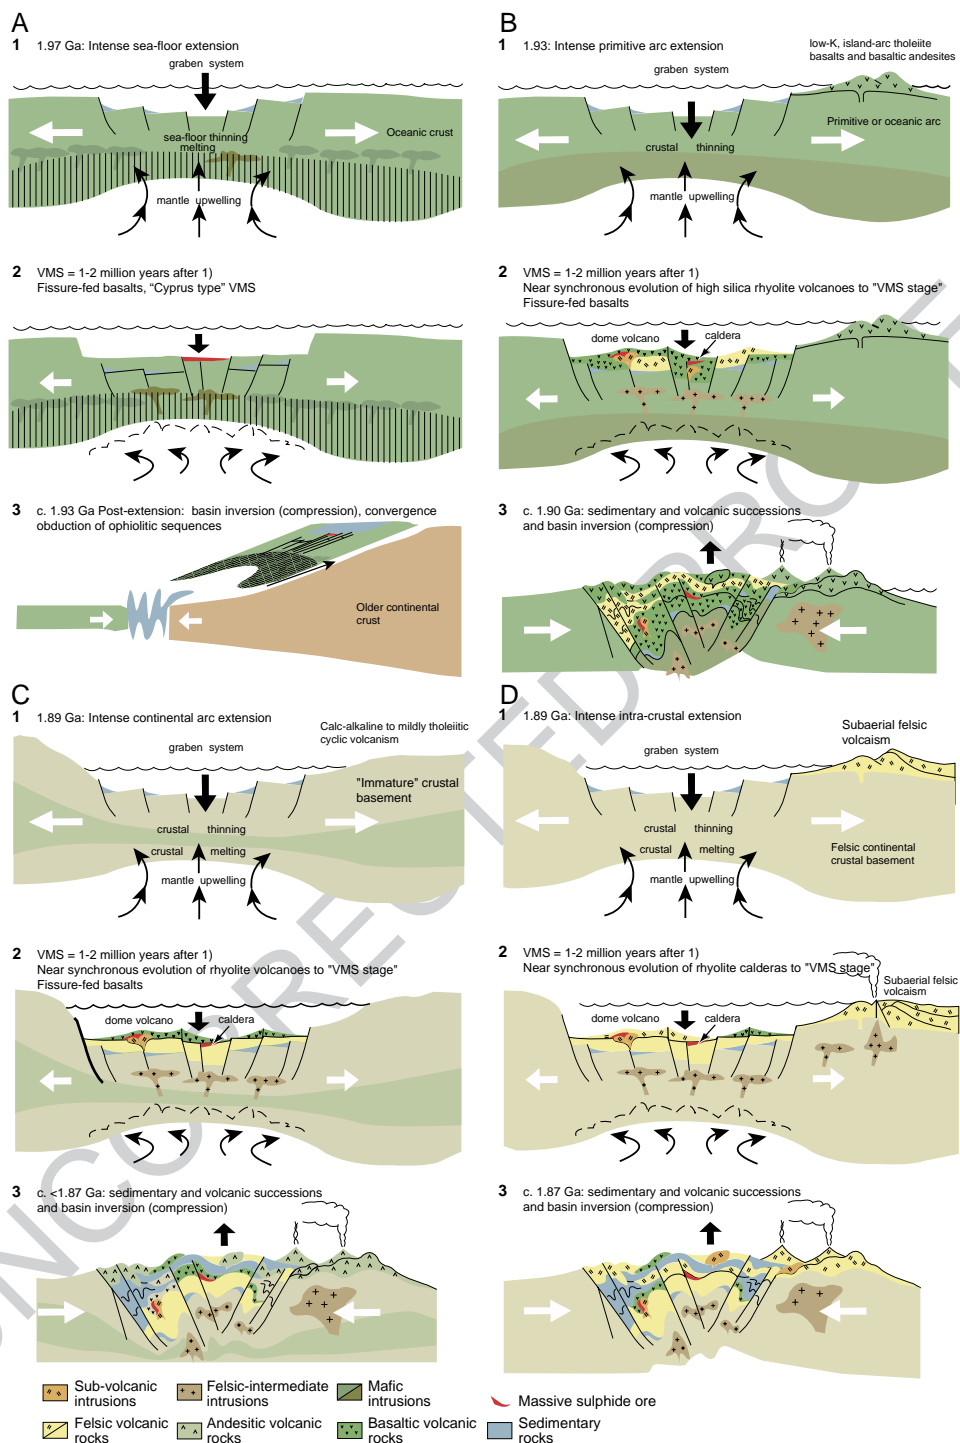 A
1 1.97 Ga: Intense sea-floor extension
graben system
Oceanic crust
sea-floor thinning
melting
mantle upwelling
2 VMS = 1-2 million years after 1)
Fissure-fed basalts, “Cyprus type” VMS
3 c. 1.93 Ga Post-extension: basin inversion (compression), convergence
obduction of ophiolitic sequences
Older continental
crust
B
1 1.93: Intense primitive arc extension
low-K, island-arc tholeiite
basalts and basaltic andesites
graben system
Primitive or oceanic arc
crustal thinning
mantle upwelling
2 VMS = 1-2 million years after 1)
Near synchronous evolution of high silica rhyolite volcanoes to "VMS stage"
Fissure-fed basalts
dome volcano
caldera
3 c. 1.90 Ga: sedimentary and volcanic successions
and basin inversion (compression)
C
1 1.89 Ga: Intense continental arc extension
Calc-alkaline to mildly tholeiitic
cyclic volcanism
graben system
"Immature" crustal
basement
crustal thinning
crustal melting
mantle upwelling
2 VMS = 1-2 million years after 1)
Near synchronous evolution of rhyolite volcanoes to "VMS stage"
Fissure-fed basalts
dome volcano
caldera
3 c. <1.87 Ga: sedimentary and volcanic successions
and basin inversion (compression)
D
1 1.89 Ga: Intense intra-crustal extension
Subaerial felsic
volcaism
graben system
crustal thinning
crustal melting
Felsic continental
crustal basement
mantle upwelling
2 VMS = 1-2 million years after 1)
Near synchronous evolution of rhyolite calderas to "VMS stage"
Subaerial felsic
volcaism
dome volcano
caldera
3 c. 1.87 Ga: sedimentary and volcanic successions
and basin inversion (compression)
Sub-volcanic
intrusions
Felsic-intermediate
intrusions
Mafic
intrusions
Massive sulphide ore
Felsic volcanic
rocks
Andesitic volcanic
rocks
Basaltic volcanic
rocks
Sedimentary
rocks